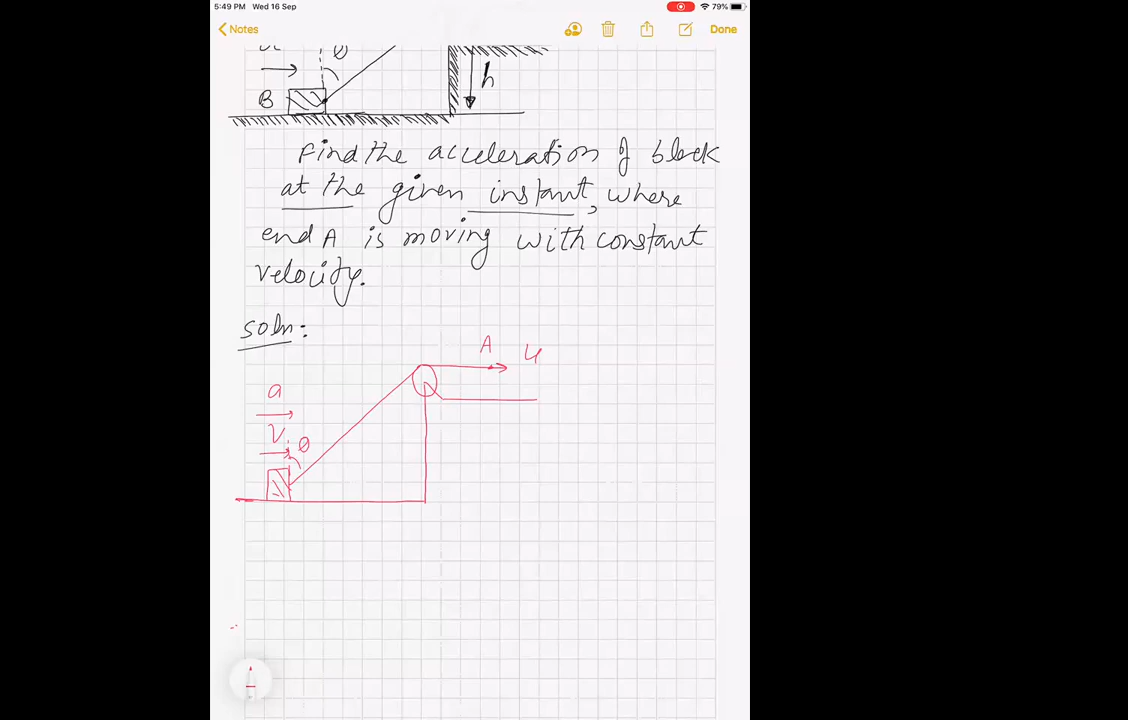 5:49 PM Wed 16 Sep
79%
Notes
Done
θ
h
B
Find the acceleration of block
at the given instant, where
end A is moving with constant
velocity.
Soln:
A
u
a
V
θ